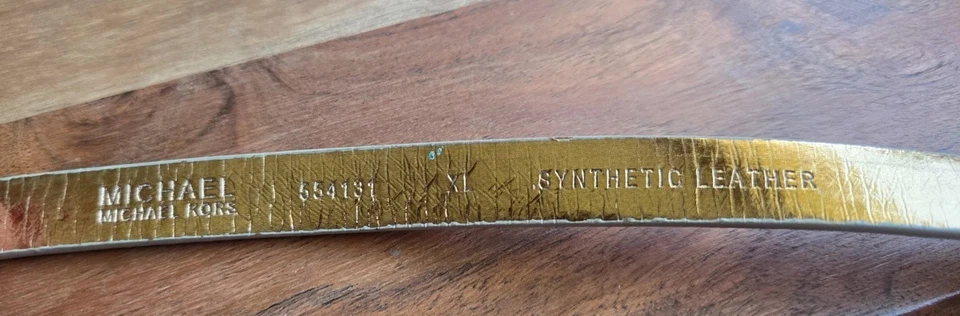 MICHAEL
MICHAEL KORS
554131
XL
SYNTHETIC LEATHER